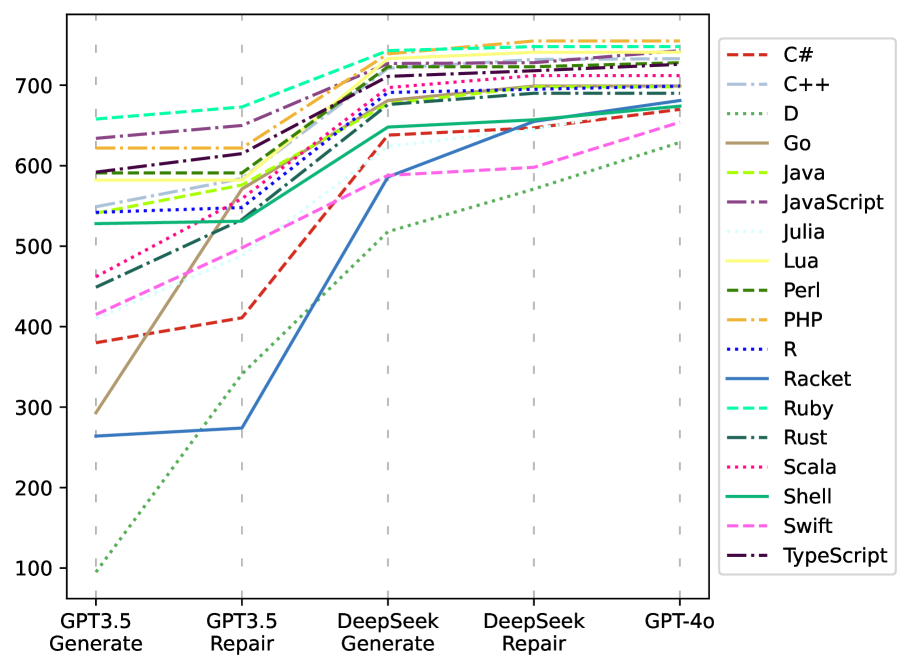 700
600
500
400
300
200
100
GPT3.5
Generate
GPT3.5
Repair
DeepSeek
Generate
DeepSeek
Repair
GPT-4o
C#
C++
D
Go
Java
JavaScript
Julia
Lua
Perl
PHP
R
Racket
Ruby
Rust
Scala
Shell
Swift
TypeScript